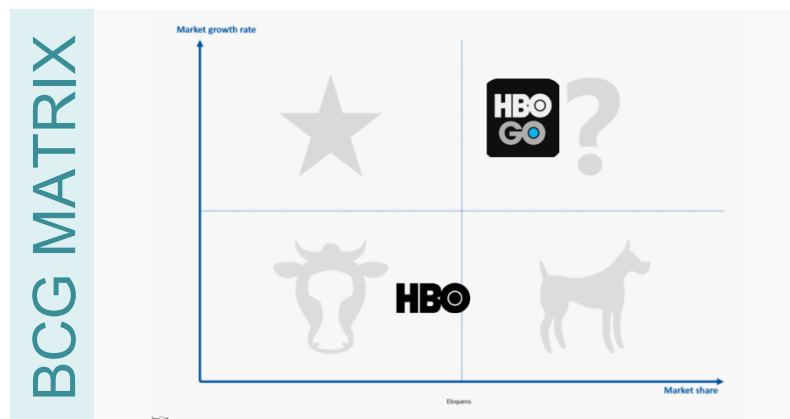 BCG MATRIX
Market growth rate
HBO
GO
?
HBO
Market share
Eloquens